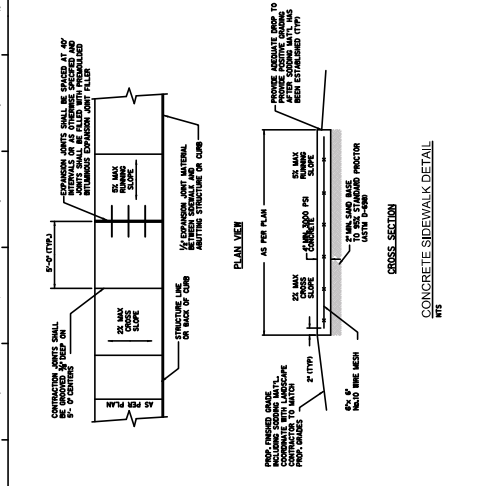 CONTRACTION JOINTS SHALL
BE GROOVED ¾" DEEP ON
5'- 0" CENTERS
5'-0" (TYP.)
EXPANSION JOINTS SHALL BE SPACED AT 40'
INTERVALS OR AS OTHERWISE SPECIFIED AND
JOINTS SHALL BE FILLED WITH PREMOULDED
BITUMINOUS EXPANSION JOINT FILLER
AS PER PLAN
2% MAX
CROSS
SLOPE
5% MAX
RUNNING
SLOPE
STRUCTURE LINE
OR BACK OF CURB
½" EXPANSION JOINT MATERIAL
BETWEEN SIDEWALK AND
ABUTTING STRUCTURE OR CURB
PLAN VIEW
PROP. FINISHED GRADE
INCLUDING SODDING MAT'L.
COORDINATE WITH LANDSCAPE
CONTRACTOR TO MATCH
PROP. GRADES
2" (TYP)
AS PER PLAN
2% MAX
CROSS
SLOPE
4" MIN. 3000 PSI
CONCRETE
5% MAX
RUNNING
SLOPE
PROVIDE ADEQUATE DROP TO
PROVIDE POSITIVE GRADING
AFTER SODDING MAT'L HAS
BEEN ESTABLISHED (TYP)
6"x 6"
No.10 WIRE MESH
2" MIN. SAND BASE
TO 95% STANDARD PROCTOR
(ASTM D-698)
CROSS SECTION
CONCRETE SIDEWALK DETAIL
NTS